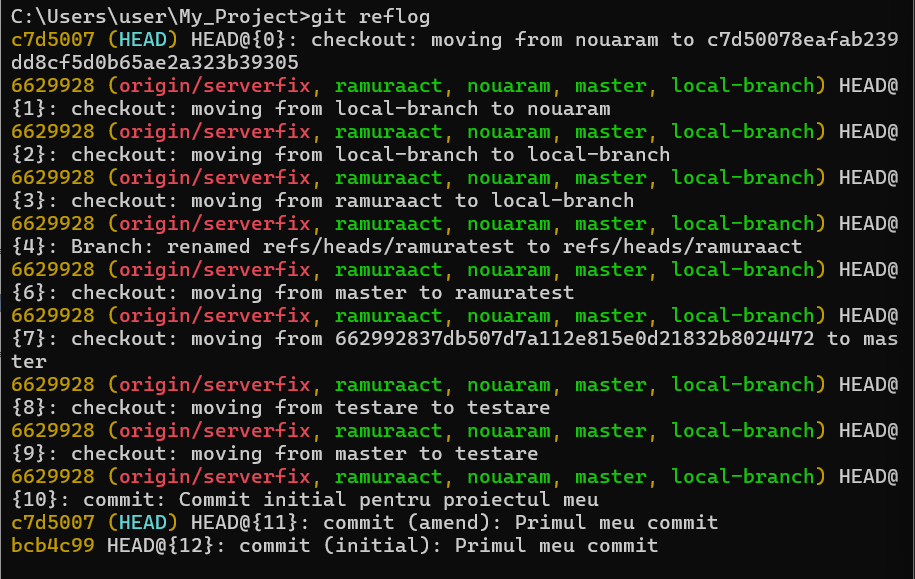 C:\Users\user\My_Project>git reflog
c7d5007 (HEAD) HEAD@{0}: checkout: moving from nouaram to c7d50078eafab239
dd8cf5d0b65ae2a323b39305
6629928 (origin/serverfix, ramuraact, nouaram, master, local-branch) HEAD@
{1}: checkout: moving from local-branch to nouaram
6629928 (origin/serverfix, ramuraact, nouaram, master, local-branch) HEAD@
{2}: checkout: moving from local-branch to local-branch
6629928 (origin/serverfix, ramuraact, nouaram, master, local-branch) HEAD@
{3}: checkout: moving from ramuraact to local-branch
6629928 (origin/serverfix, ramuraact, nouaram, master, local-branch) HEAD@
{4}: Branch: renamed refs/heads/ramuratest to refs/heads/ramuraact
6629928 (origin/serverfix, ramuraact, nouaram, master, local-branch) HEAD@
{6}: checkout: moving from master to ramuratest
6629928 (origin/serverfix, ramuraact, nouaram, master, local-branch) HEAD@
{7}: checkout: moving from 662992837db507d7a112e815e0d21832b8024472 to mas
ter
6629928 (origin/serverfix, ramuraact, nouaram, master, local-branch) HEAD@
{8}: checkout: moving from testare to testare
6629928 (origin/serverfix, ramuraact, nouaram, master, local-branch) HEAD@
{9}: checkout: moving from master to testare
6629928 (origin/serverfix, ramuraact, nouaram, master, local-branch) HEAD@
{10}: commit: Commit initial pentru proiectul meu
c7d5007 (HEAD) HEAD@{11}: commit (amend): Primul meu commit
bcb4c99 HEAD@{12}: commit (initial): Primul meu commit